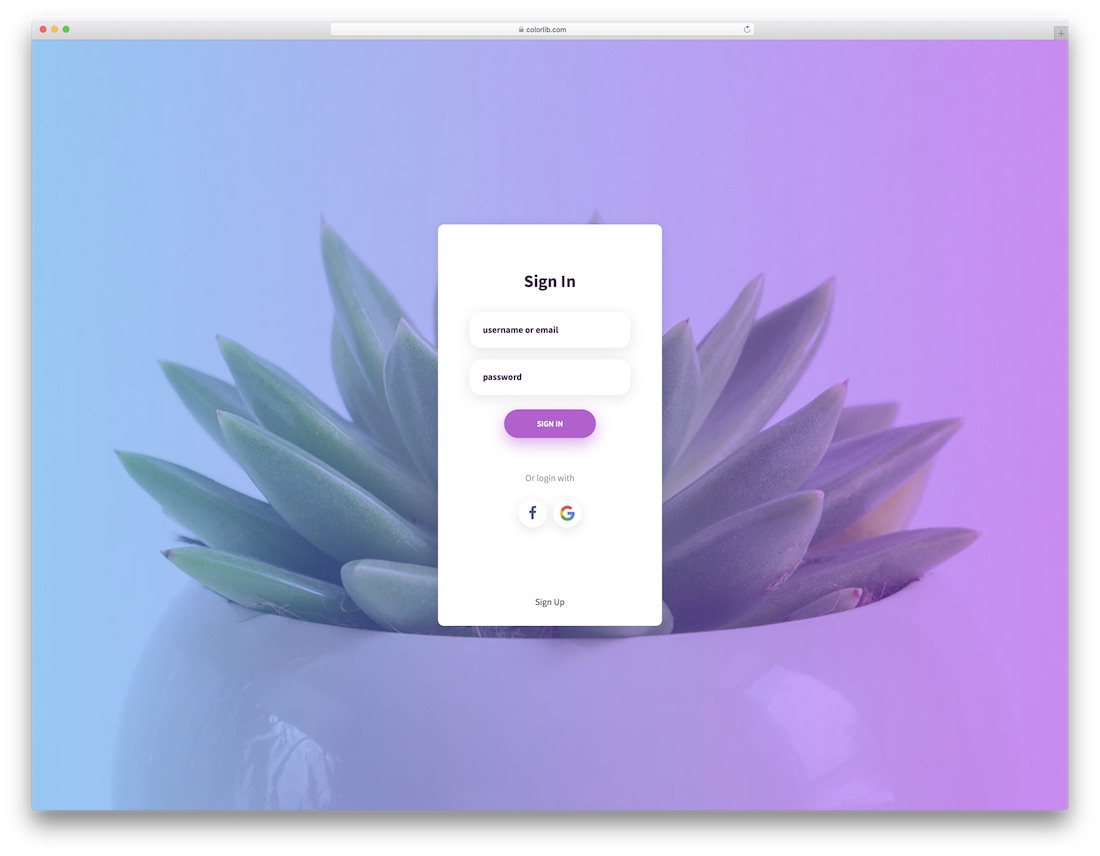 colorlib.com
Sign In
username or email
password
SIGN IN
Or login with
Sign Up